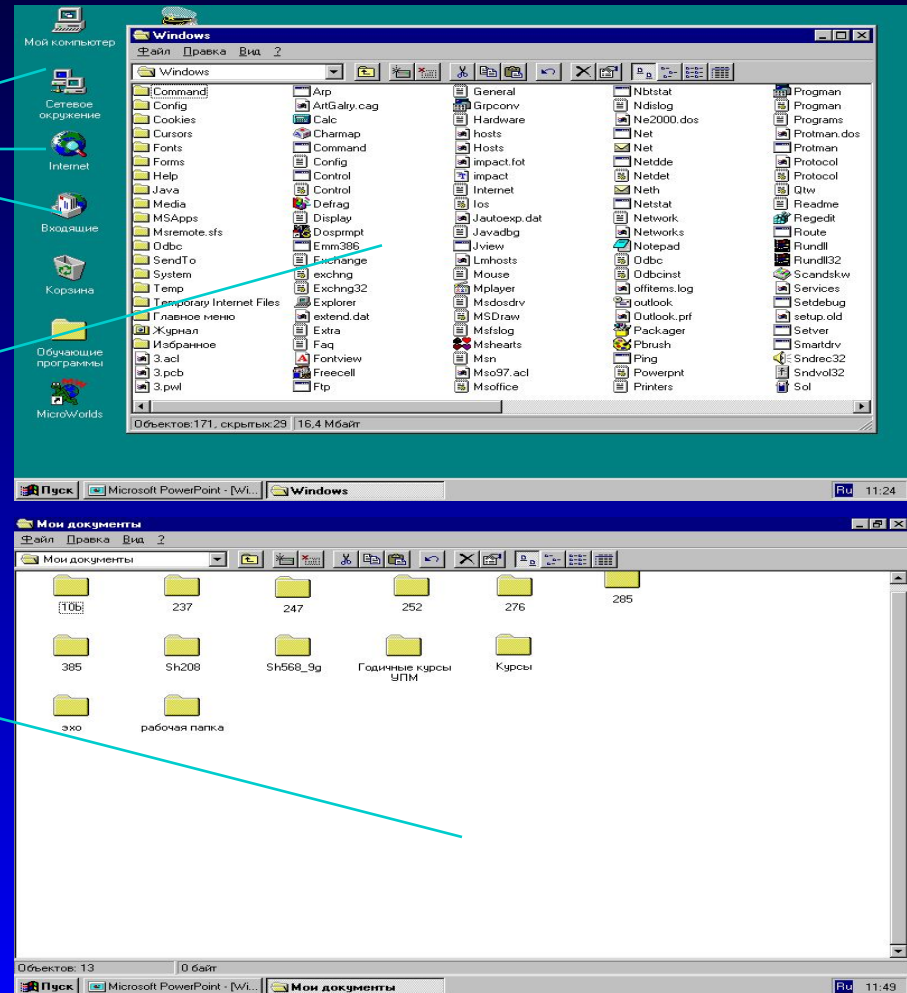 Мой компьютер
Сетевое
окружение
Internet
Входящие
Корзина
Обучающие
программы
MicroWorlds
Windows
Файл Правка Вид ?
Windows
Command
Config
Cookies
Cursors
Fonts
Forms
Help
Java
Media
MSApps
Msremote.sfs
Odbc
SendTo
System
Temp
Temporary Internet Files
Главное меню
Журнал
Избранное
3.acl
3.pcb
3.pwl
Arp
ArtGalry.cag
Calc
Charmap
Command
Config
Control
Control
Defrag
Display
Dosprmpt
Emm386
Exchange
exchng
Exchng32
Explorer
extend.dat
Extra
Faq
Fontview
Freecell
Ftp
General
Grpconv
Hardware
hosts
Hosts
impact.fot
impact
Internet
Ios
Jautoexp.dat
Javadbg
Jview
Lmhosts
Mouse
Mplayer
Msdosdrv
MSDraw
Msfslog
Mshearts
Msn
Mso97.acl
Msoffice
Nbtstat
Ndislog
Ne2000.dos
Net
Net
Netdde
Netdet
Neth
Netstat
Network
Networks
Notepad
Odbc
Odbcinst
offitems.log
outlook
Outlook.prf
Packager
Pbrush
Ping
Powerpnt
Printers
Progman
Progman
Programs
Protman.dos
Protman
Protocol
Protocol
Qtw
Readme
Regedit
Route
Rundll
Rundll32
Scandskw
Services
Setdebug
setup.old
Setver
Smartdrv
Sndrec32
Sndvol32
Sol
Объектов:171, скрытых:29 16,4 Мбайт
Пуск Microsoft PowerPoint - [Wi... Windows Ru 11:24
Мои документы
Файл Правка Вид ?
Мои документы
10b 237 247 252 276 285
385 Sh208 Sh568_9g Годичные курсы Курсы
УПМ
эхо рабочая папка
Объектов: 13 0 байт
Пуск Microsoft PowerPoint - [Wi... Мои документы Ru 11:49